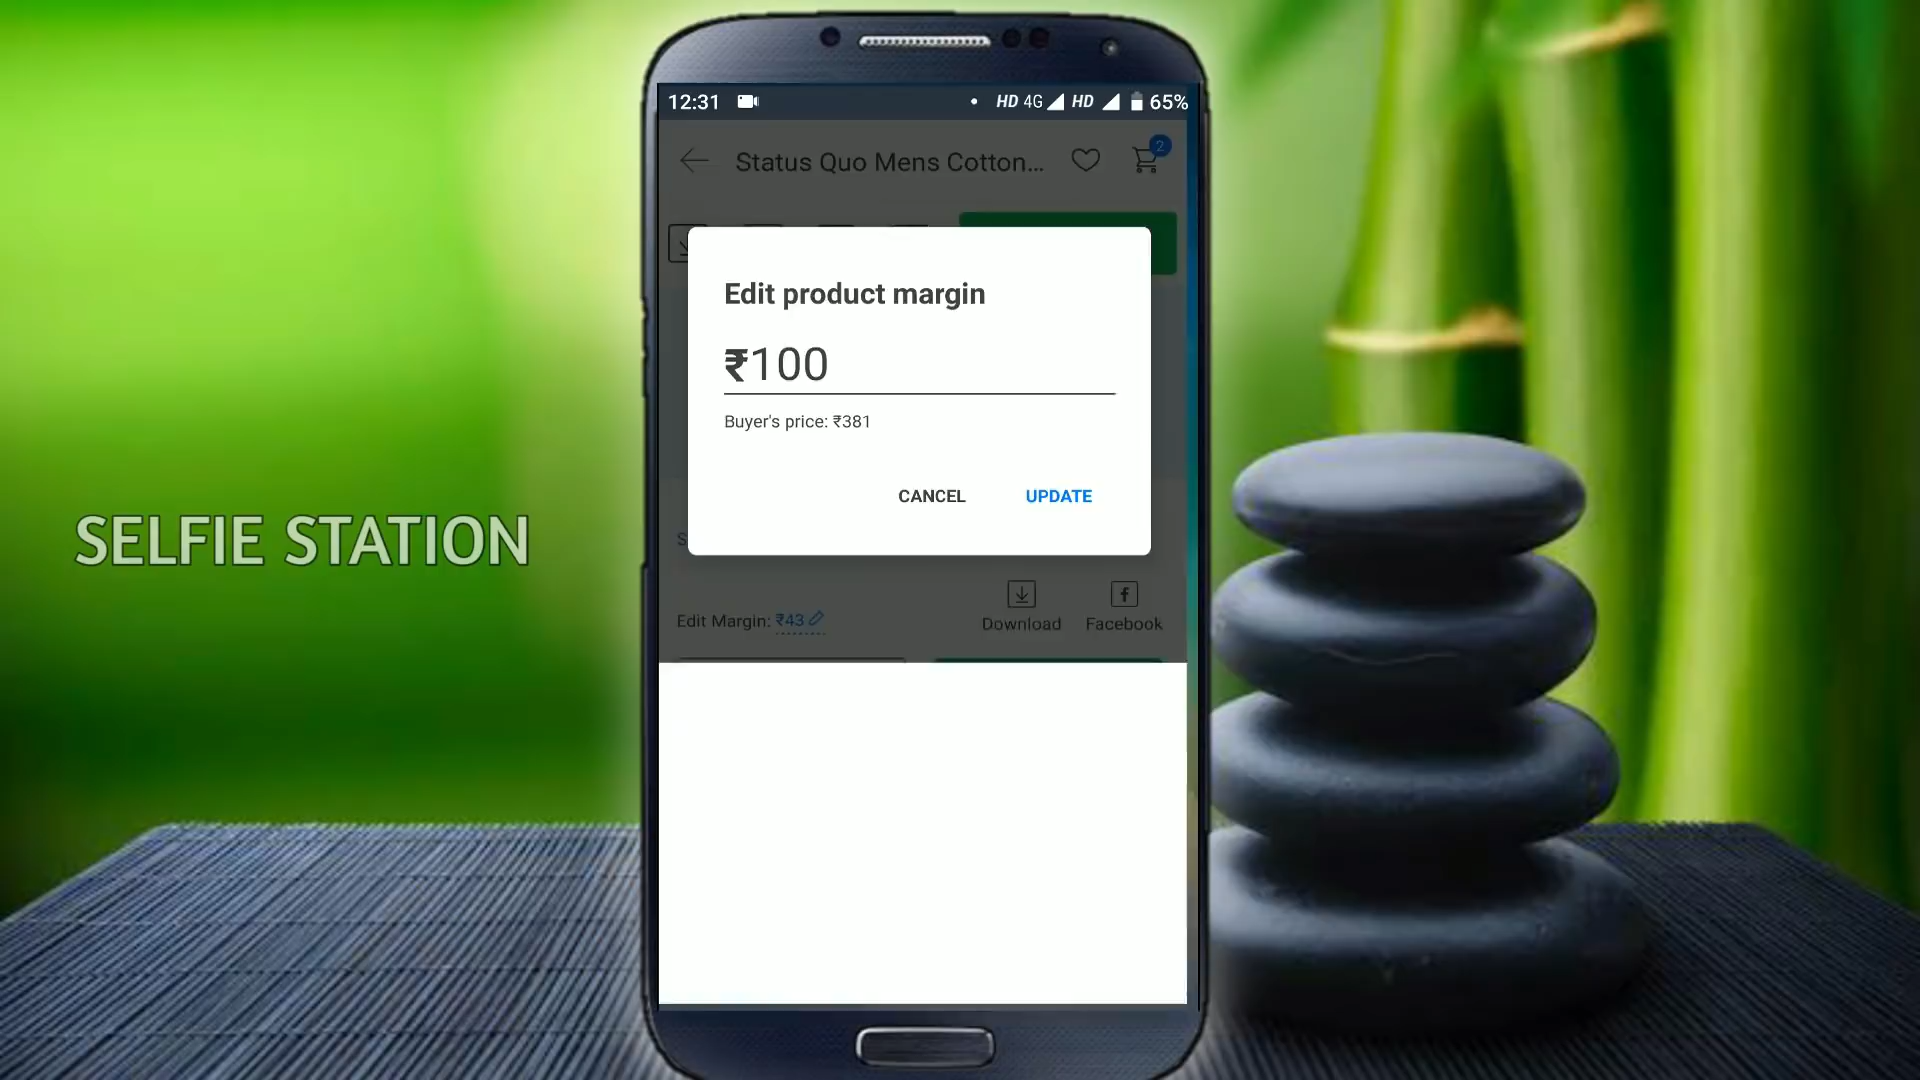 12:31 HD 4G HD 65%
Status Quo Mens Cotton... 2
Edit product margin
₹100
Buyer's price: ₹381
CANCEL UPDATE
SELFIE STATION
S
Edit Margin: ₹43
Download Facebook